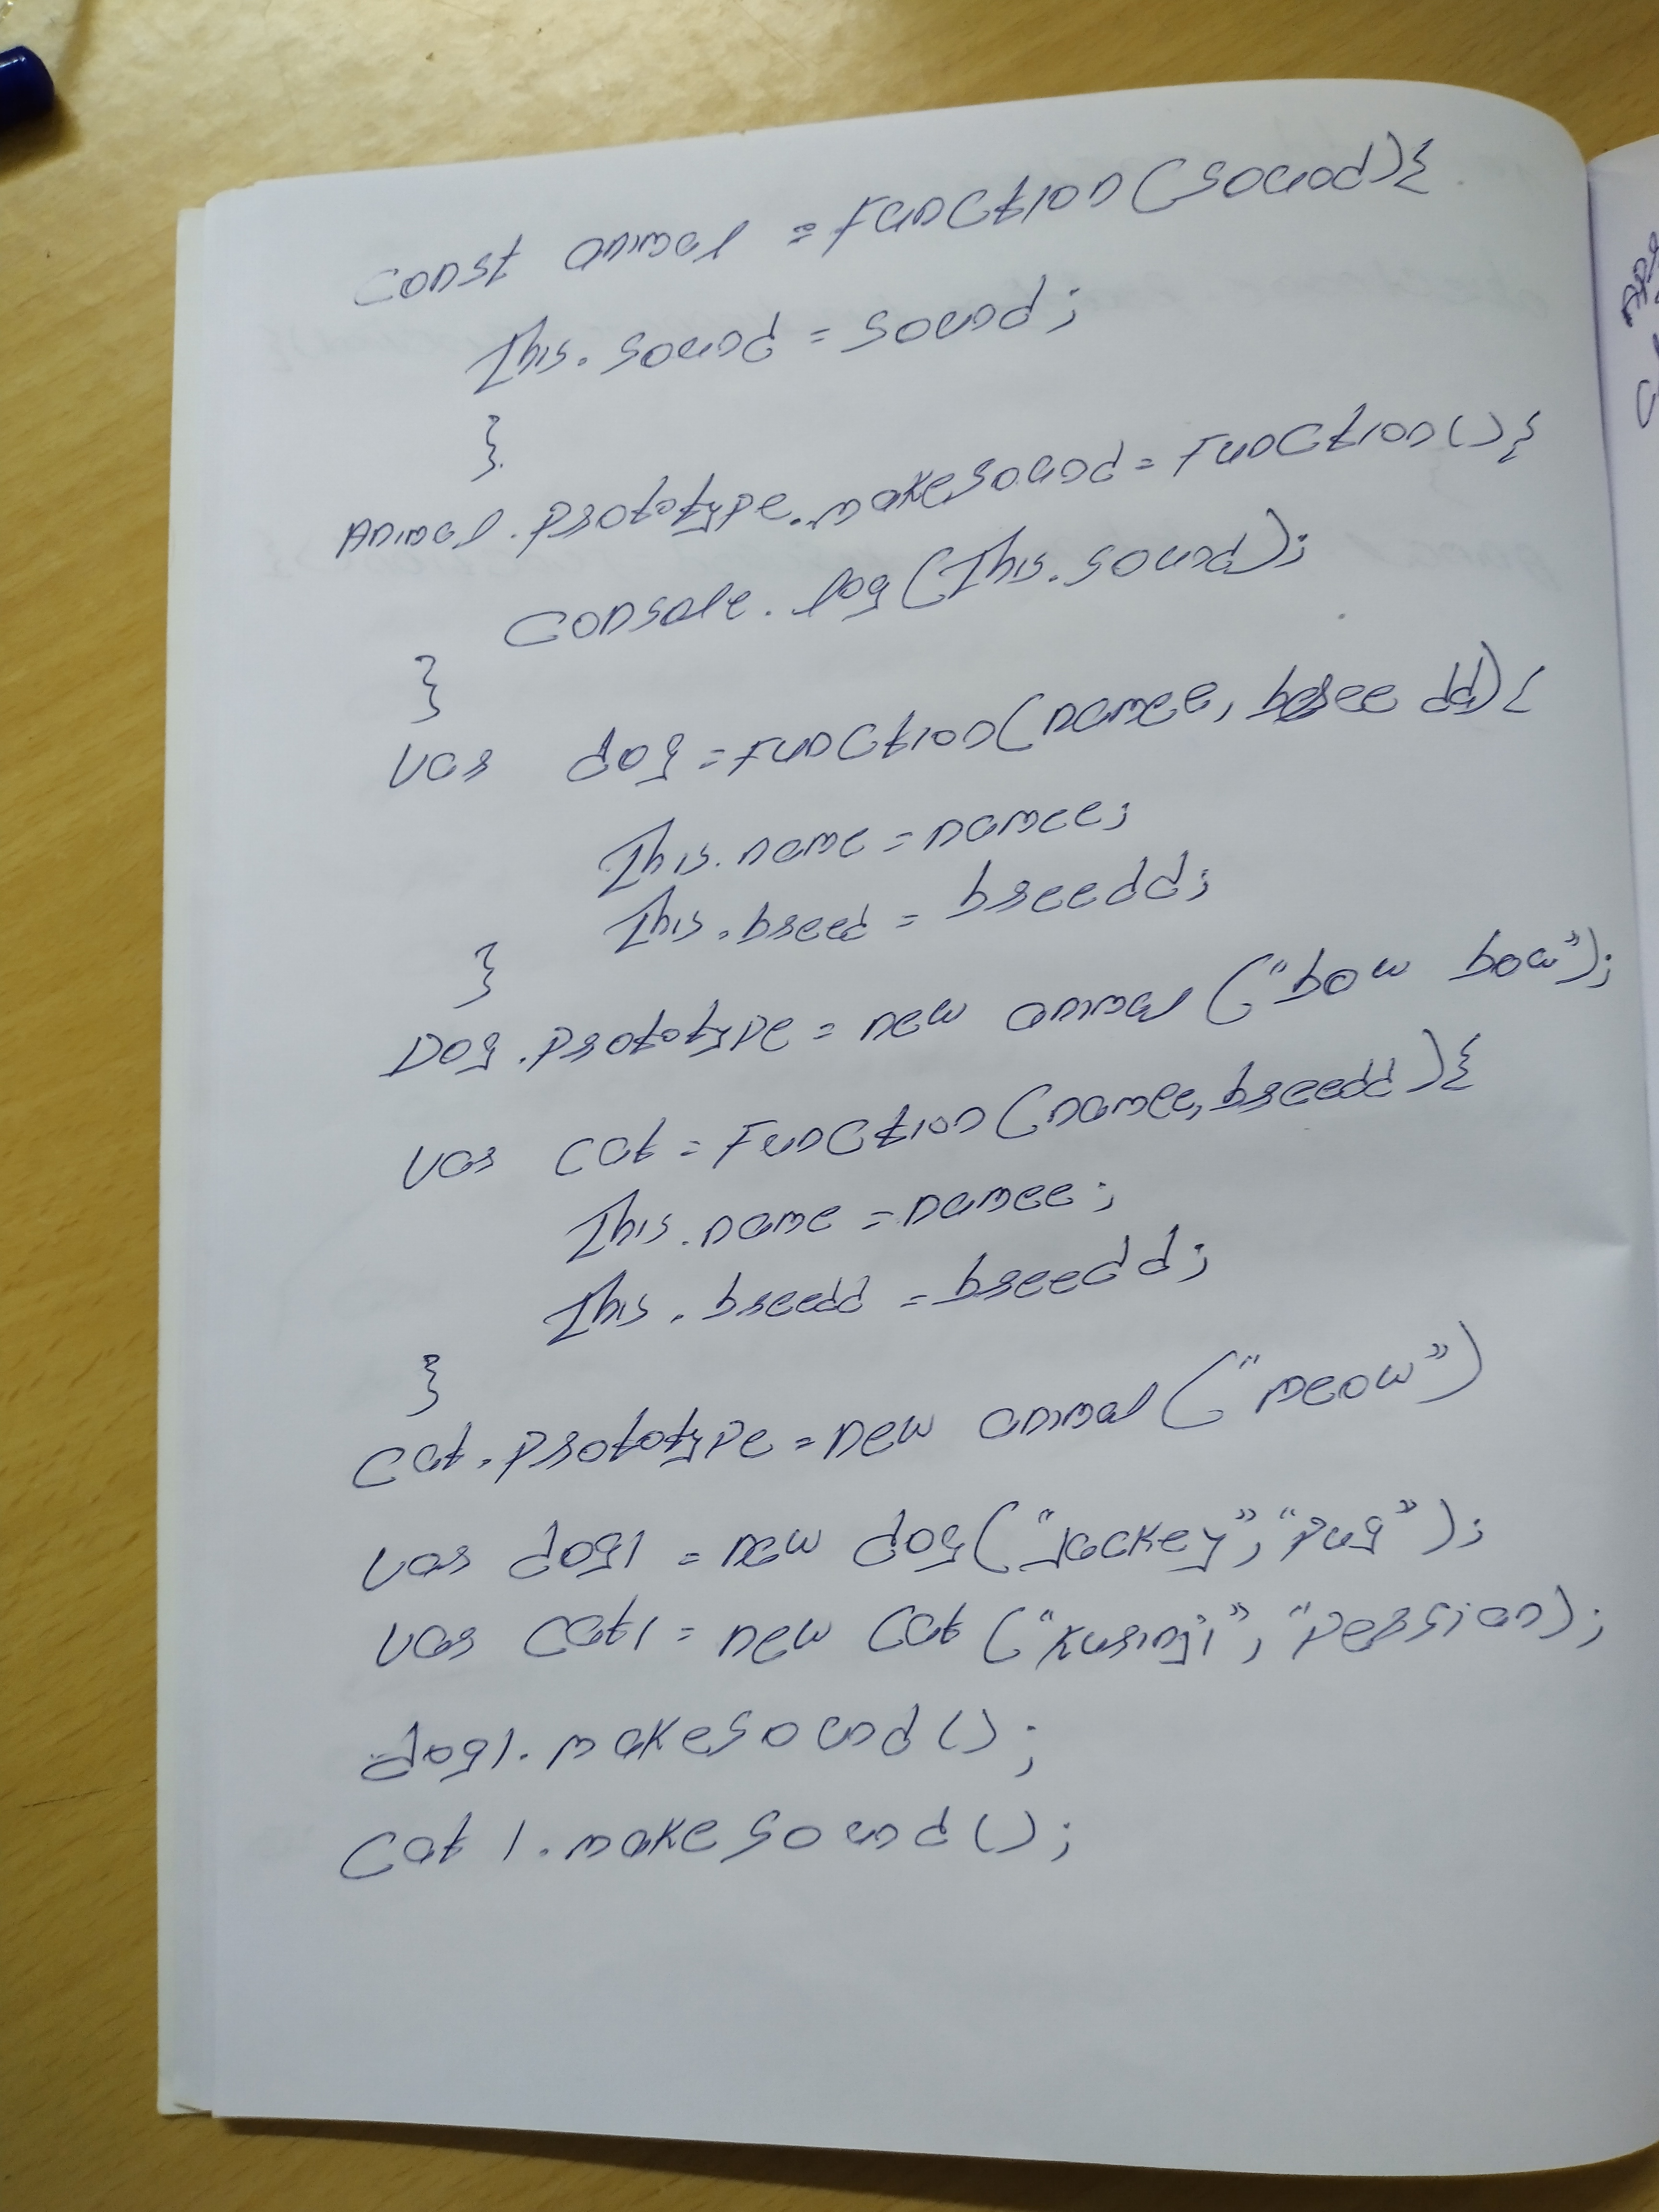 const animal = function(sound){
This.sound = sound;
}
Animal.prototype.makesound = function(){
console.log(This.sound);
}
var dog = function(namee, breedd){
This.name = namee;
This.breed = breedd;
}
Dog.prototype = new animal("bow bow");
var cat = Function(namee, breedd){
This.name = namee;
This.breedd = breedd;
}
cat.prototype = new animal("meow")
var dog1 = new dog("jackey", "pug");
var cat1 = new cat("kurinji", "persian);
dog1.makesound();
cat1.makesound();